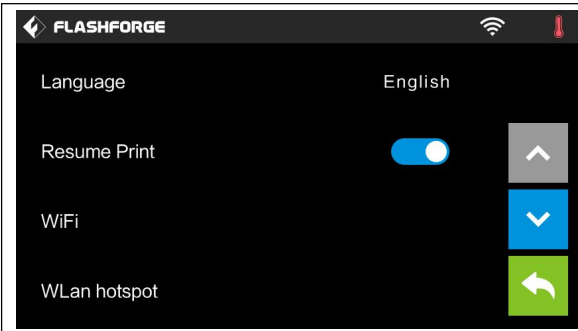 FLASHFORGE
Language English
Resume Print
WiFi
WLan hotspot